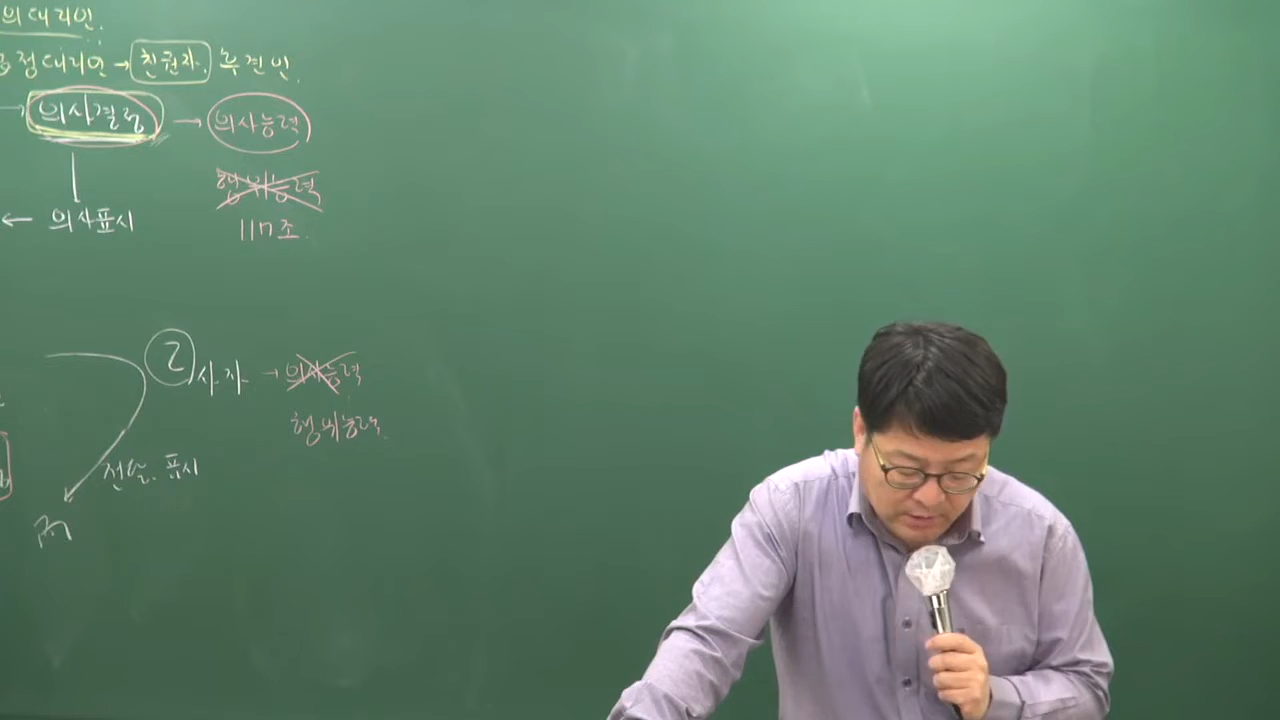 의대리인.
정대리인 → 친권자, 후견인.
→ 의사결정 → 의사능력
행위능력
← 의사표시
117조.
乙 사자 → 의사능력
행위능력.
전달. 표시
丙